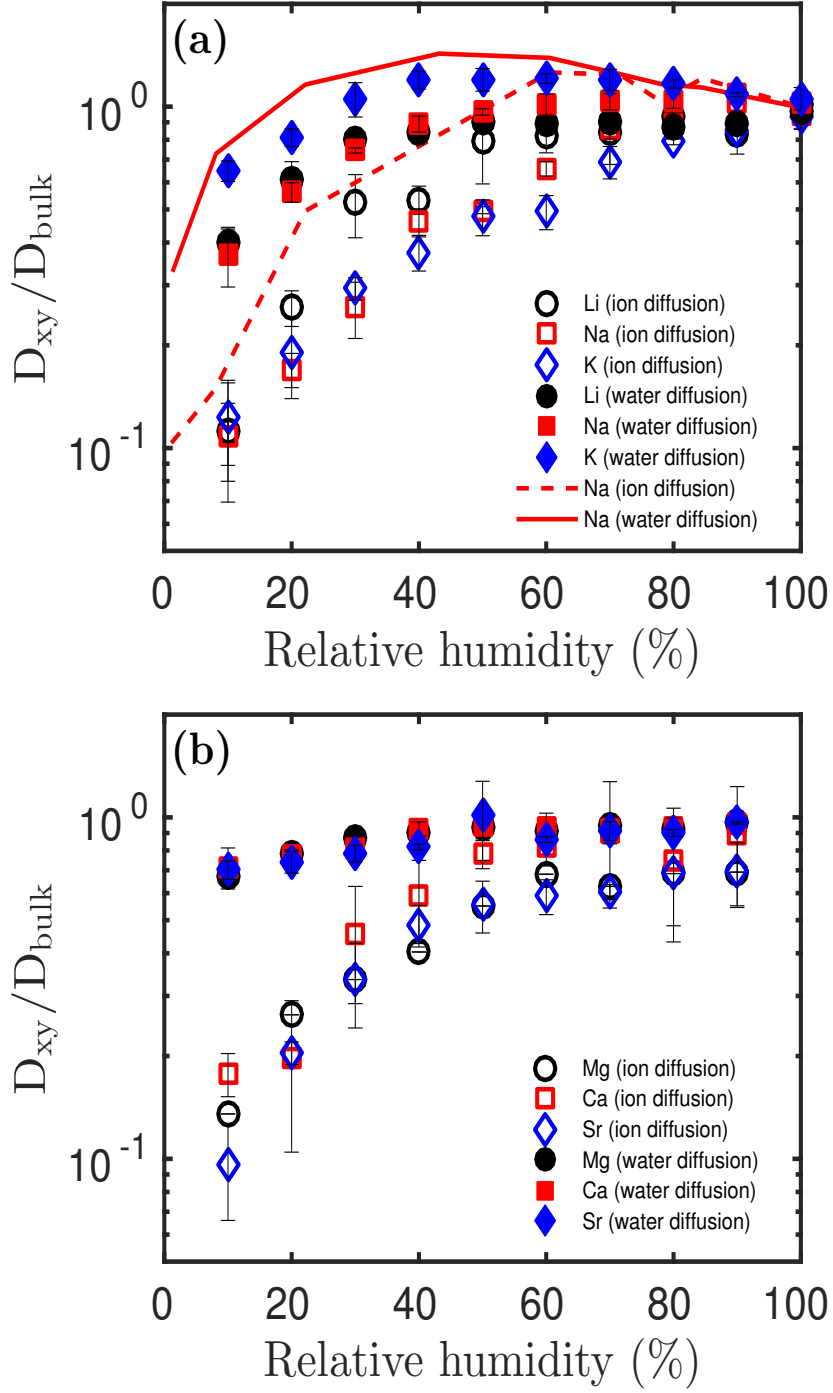 (a)
10^0
10^-1
D_xy/D_bulk
Li (ion diffusion)
Na (ion diffusion)
K (ion diffusion)
Li (water diffusion)
Na (water diffusion)
K (water diffusion)
Na (ion diffusion)
Na (water diffusion)
0 20 40 60 80 100
Relative humidity (%)
(b)
10^0
10^-1
D_xy/D_bulk
Mg (ion diffusion)
Ca (ion diffusion)
Sr (ion diffusion)
Mg (water diffusion)
Ca (water diffusion)
Sr (water diffusion)
0 20 40 60 80 100
Relative humidity (%)